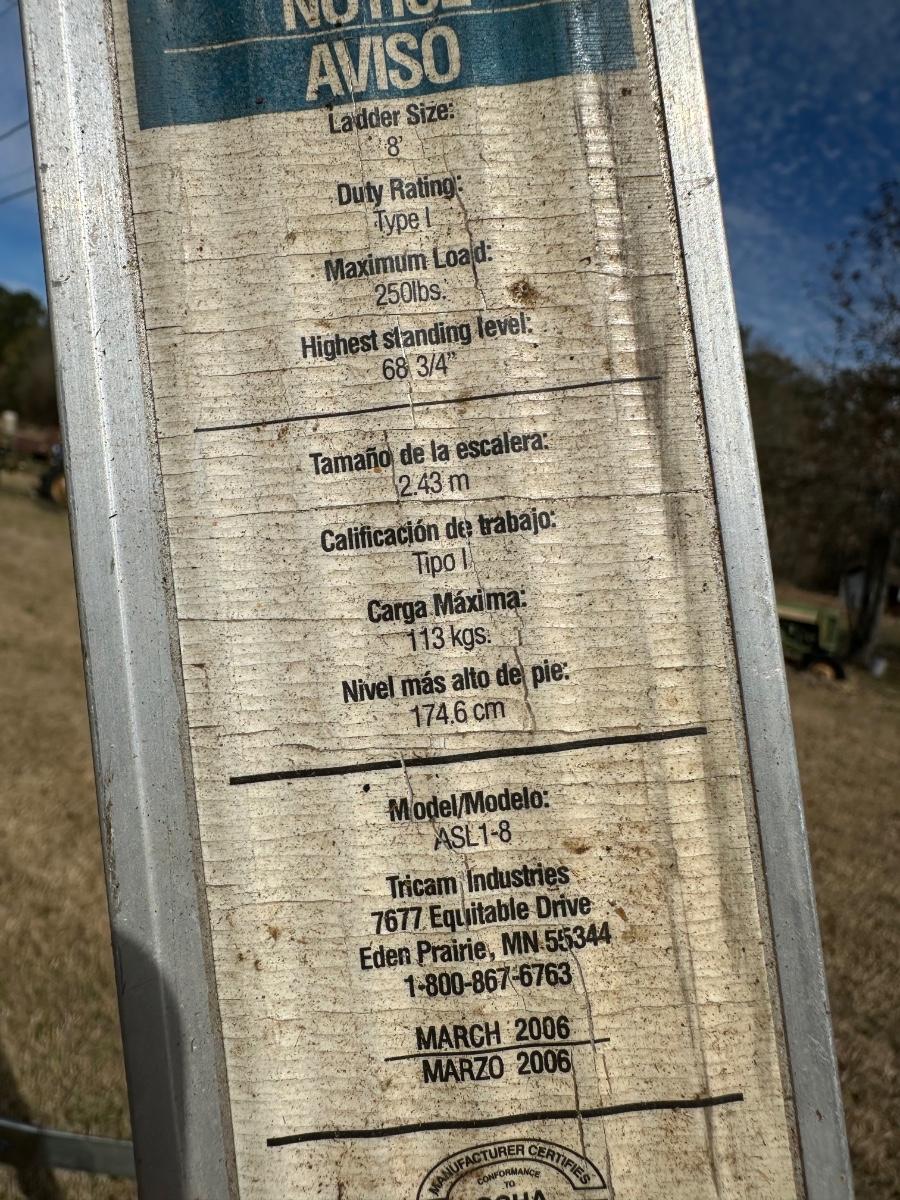 NOTICE
AVISO
Ladder Size:
8'
Duty Rating:
Type I
Maximum Load:
250lbs.
Highest standing level:
68 3/4”
Tamaño de la escalera:
2.43 m
Calificación de trabajo:
Tipo I
Carga Máxima:
113 kgs.
Nivel más alto de pie:
174.6 cm
Model/Modelo:
ASL1-8
Tricam Industries
7677 Equitable Drive
Eden Prairie, MN 55344
1-800-867-6763
MARCH 2006
MARZO 2006
MANUFACTURER CERTIFIES
CONFORMANCE
TO
OSHA